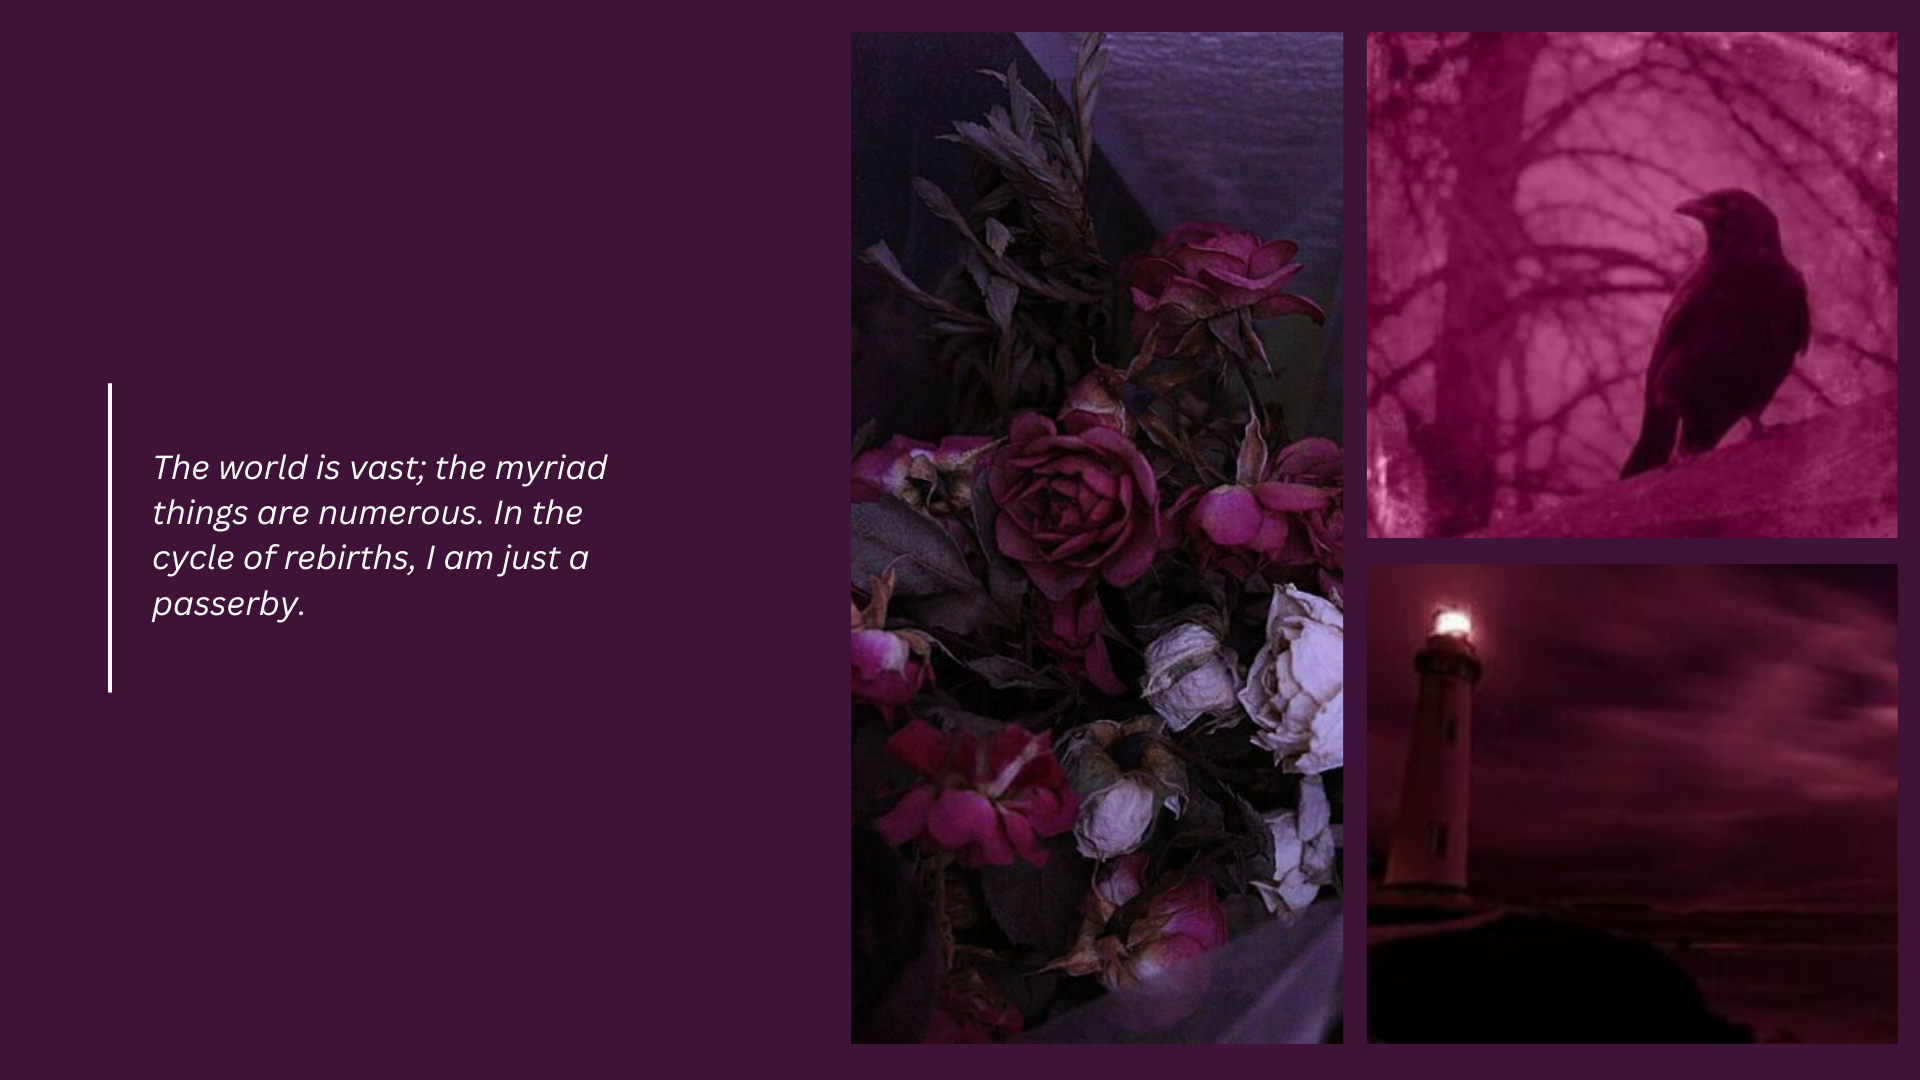 The world is vast; the myriad
things are numerous. In the
cycle of rebirths, I am just a
passerby.